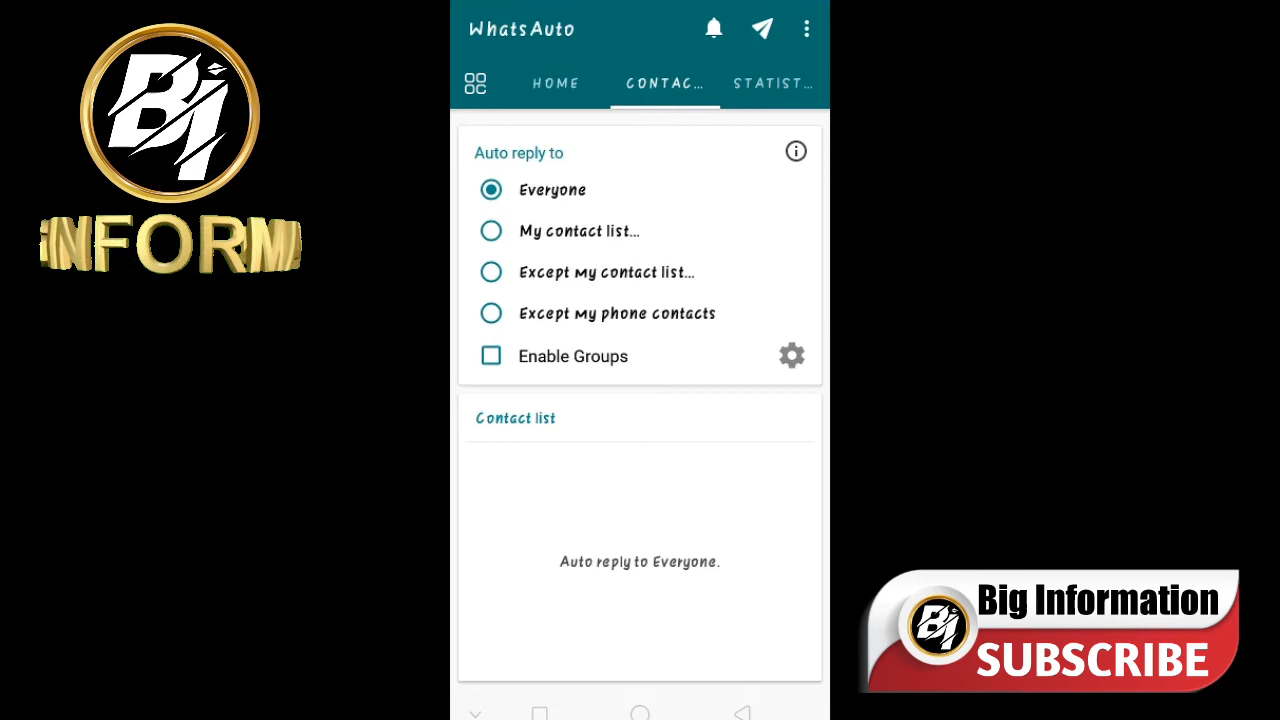 WhatsAuto
HOME CONTAC... STATIST...
Auto reply to
Everyone
My contact list...
Except my contact list...
Except my phone contacts
Enable Groups
Contact list
Auto reply to Everyone.
Bi
INFORM
Bi
Big Information
SUBSCRIBE